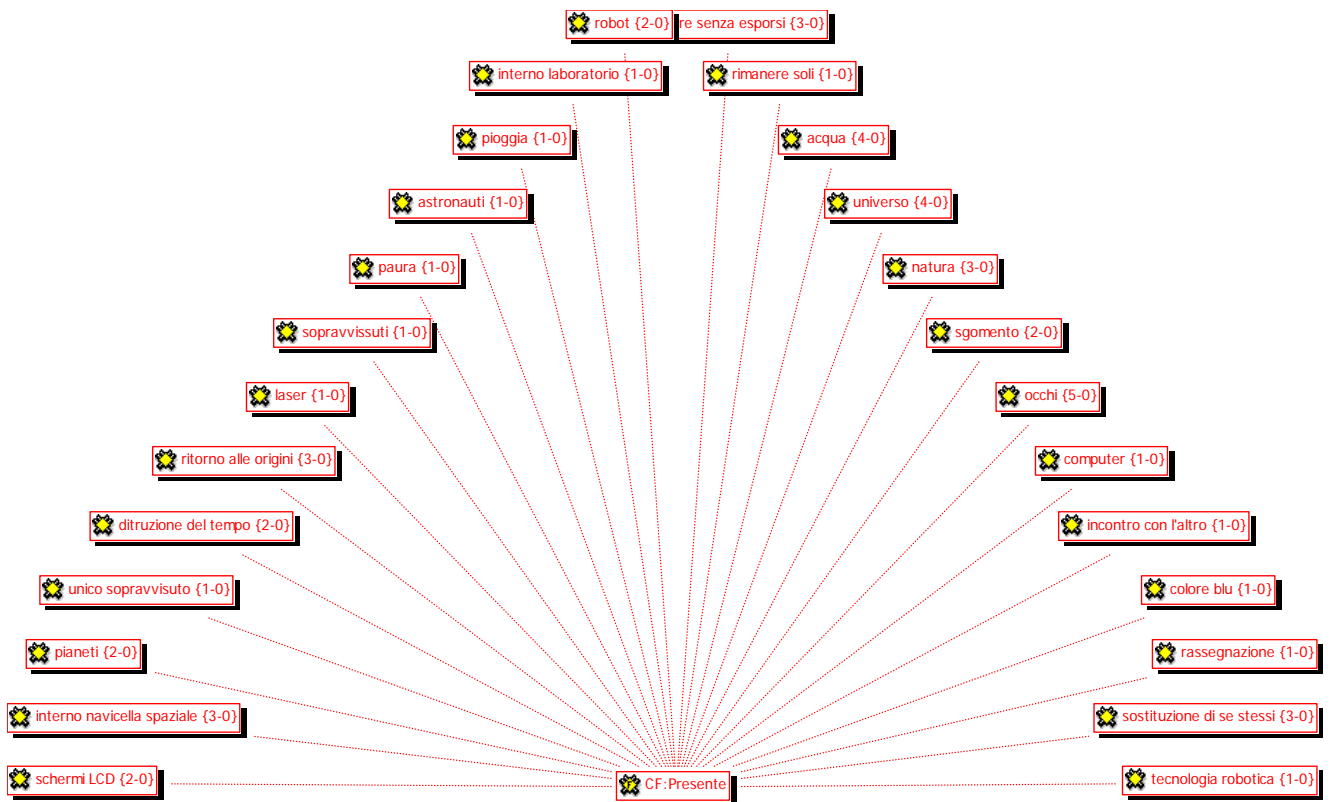 robot {2-0}
re senza esporsi {3-0}
interno laboratorio {1-0}
rimanere soli {1-0}
pioggia {1-0}
acqua {4-0}
astronauti {1-0}
universo {4-0}
paura {1-0}
natura {3-0}
sopravvissuti {1-0}
sgomento {2-0}
laser {1-0}
occhi {5-0}
ritorno alle origini {3-0}
computer {1-0}
ditruzione del tempo {2-0}
incontro con l'altro {1-0}
unico sopravvisuto {1-0}
colore blu {1-0}
pianeti {2-0}
rassegnazione {1-0}
interno navicella spaziale {3-0}
sostituzione di se stessi {3-0}
schermi LCD {2-0}
CF:Presente
tecnologia robotica {1-0}